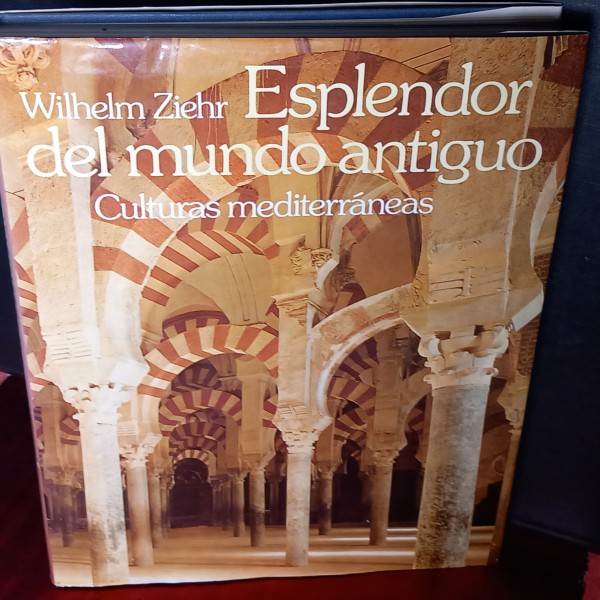 Wilhelm Ziehr Esplendor
del mundo antiguo
Culturas mediterráneas